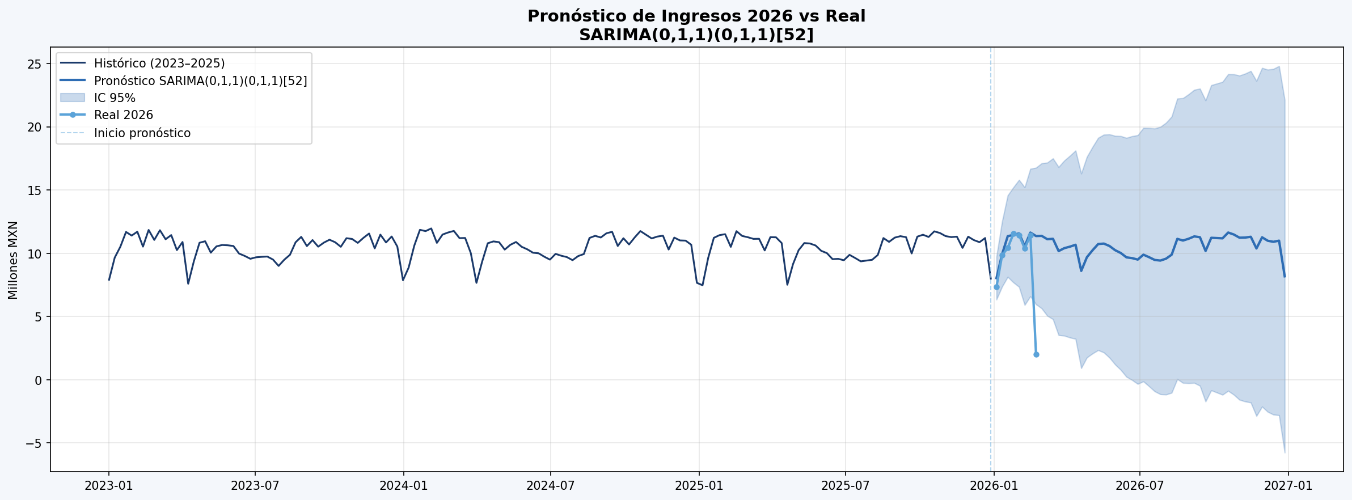 Pronóstico de Ingresos 2026 vs Real
SARIMA(0,1,1)(0,1,1)[52]
Histórico (2023–2025)
Pronóstico SARIMA(0,1,1)(0,1,1)[52]
IC 95%
Real 2026
Inicio pronóstico
Millones MXN
25
20
15
10
5
0
−5
2023-01
2023-07
2024-01
2024-07
2025-01
2025-07
2026-01
2026-07
2027-01